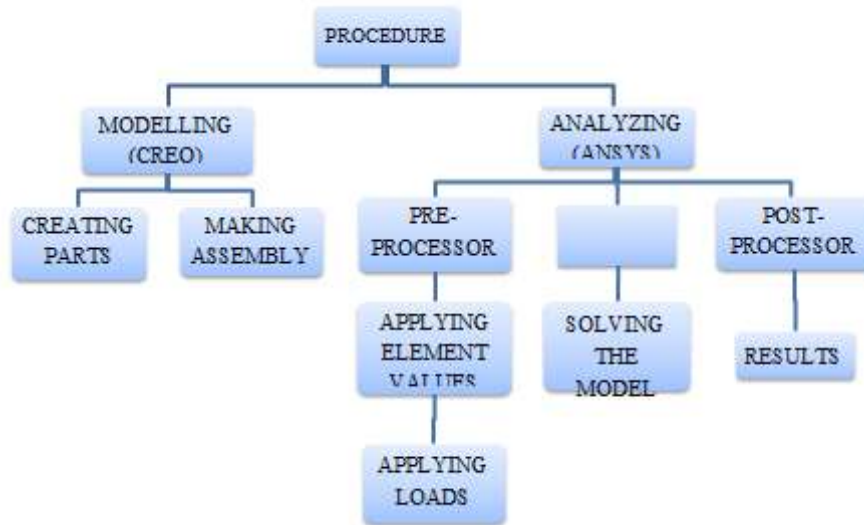 PROCEDURE
MODELLING
(CREO)
ANALYZING
(ANSYS)
CREATING
PARTS
MAKING
ASSEMBLY
PRE-
PROCESSOR
POST-
PROCESSOR
APPLYING
ELEMENT
VALUES
SOLVING
THE
MODEL
RESULTS
APPLYING
LOADS